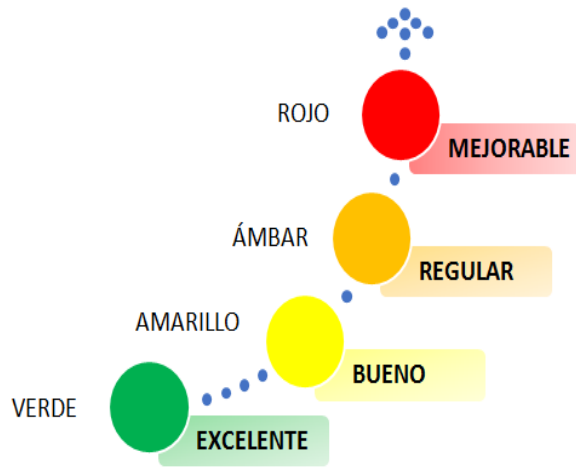 ROJO
MEJORABLE
ÁMBAR
REGULAR
AMARILLO
BUENO
VERDE
EXCELENTE